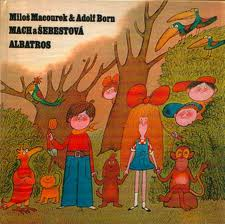 Miloš Macourek & Adolf Born
MACH a ŠEBESTOVÁ
ALBATROS